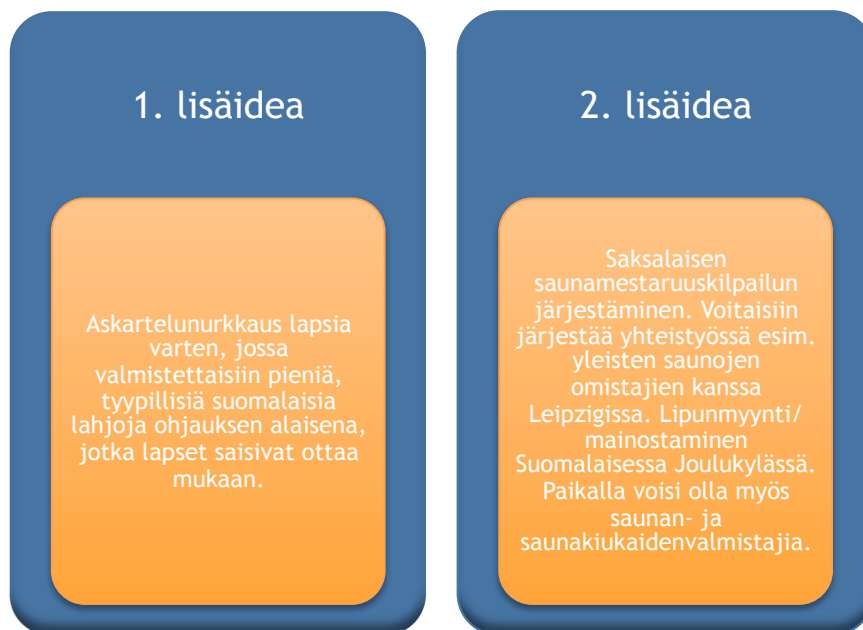 1. lisäidea
Askartelunurkkaus lapsia
varten, jossa
valmistettaisiin pieniä,
tyypillisiä suomalaisia
lahjoja ohjauksen alaisena,
jotka lapset saisivat ottaa
mukaan.
2. lisäidea
Saksalaisen
saunamestaruuskilpailun
järjestäminen. Voitaisiin
järjestää yhteistyössä esim.
yleisten saunojen
omistajien kanssa
Leipzigissa. Lipunmyynti/
mainostaminen
Suomalaisessa Joulukylässä.
Paikalla voisi olla myös
saunan- ja
saunakiukaidenvalmistajia.